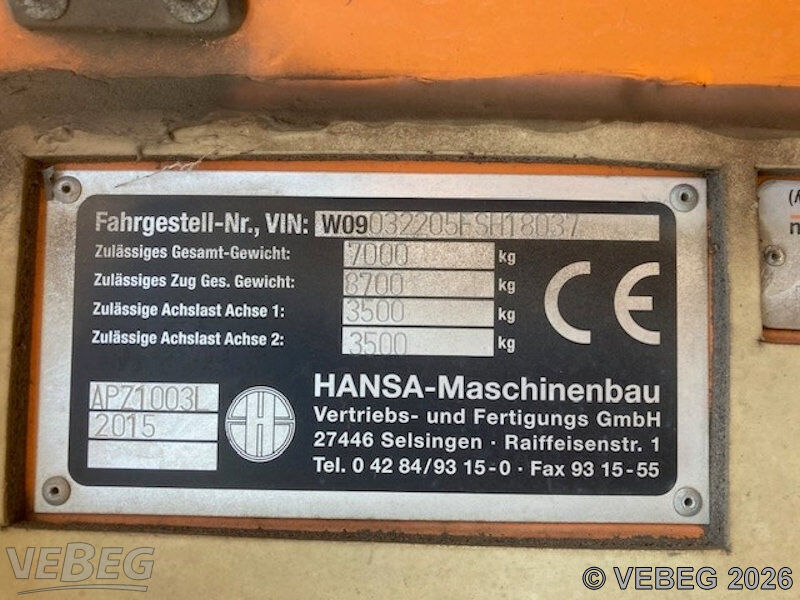 Fahrgestell-Nr., VIN: W09032205FSH18037
Zulässiges Gesamt-Gewicht: 7000 kg
Zulässiges Zug Ges. Gewicht: 8700 kg
Zulässige Achslast Achse 1: 3500 kg
Zulässige Achslast Achse 2: 3500 kg
CE
AP71003L
2015
H
HANSA-Maschinenbau
Vertriebs- und Fertigungs GmbH
27446 Selsingen · Raiffeisenstr. 1
Tel. 0 42 84/93 15-0 · Fax 93 15-55
VEBEG
© VEBEG 2026